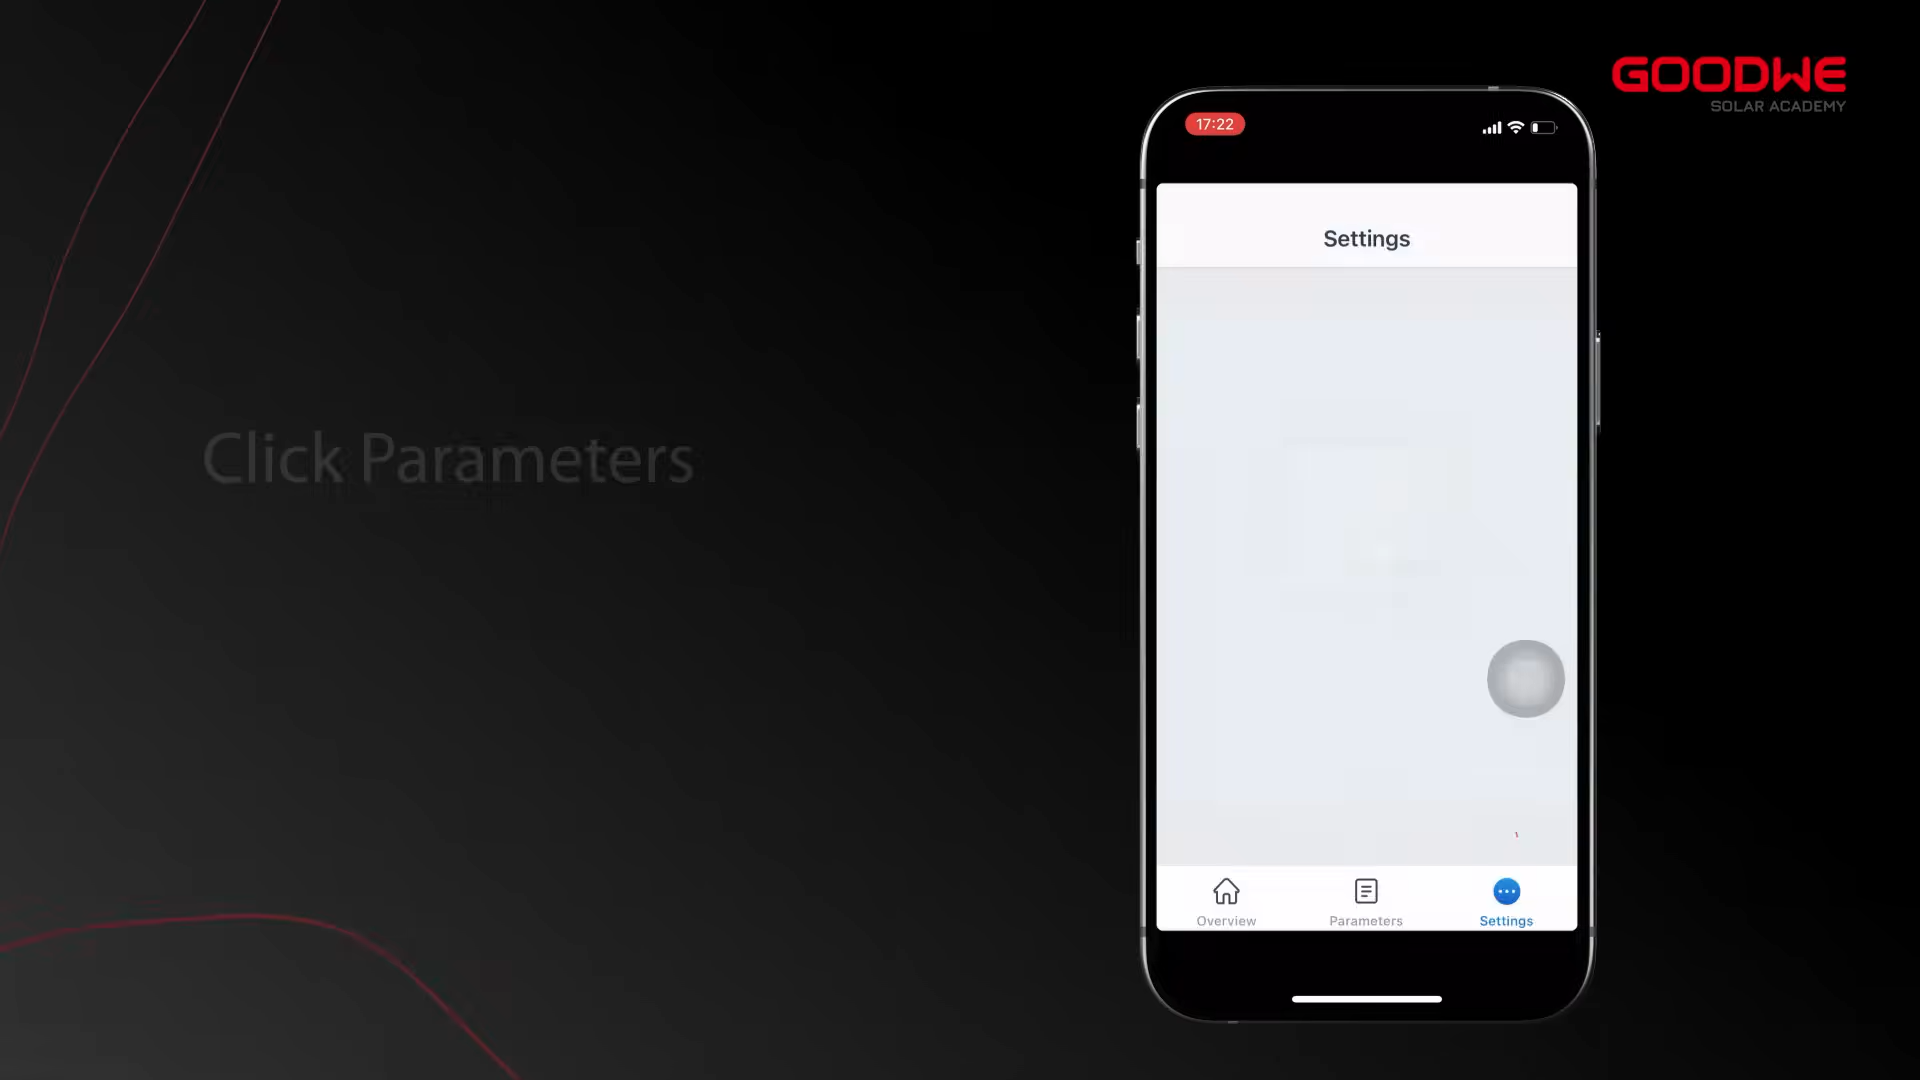 GOODWE
SOLAR ACADEMY
17:22
Settings
Click Parameters
Overview
Parameters
Settings